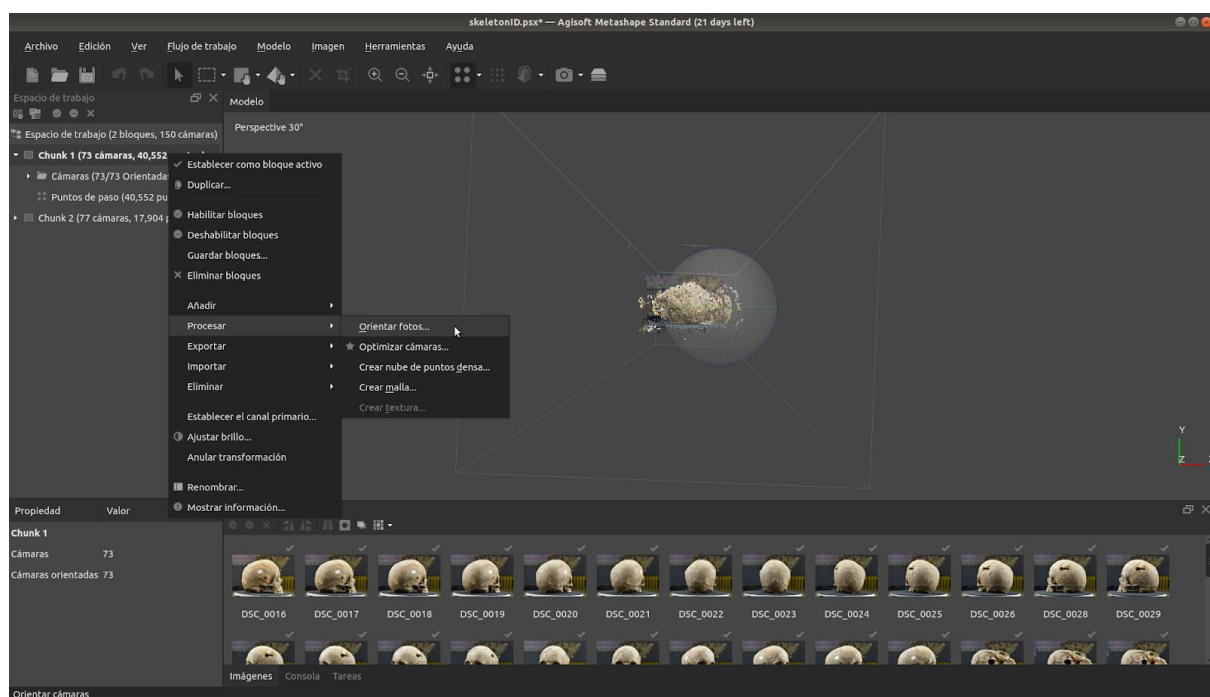 skeletonID.psx* — Agisoft Metashape Standard (21 days left)
Archivo Edición Ver Flujo de trabajo Modelo Imagen Herramientas Ayuda
Espacio de trabajo
Modelo
Espacio de trabajo (2 bloques, 150 cámaras)
Perspective 30°
Chunk 1 (73 cámaras, 40,552
Cámaras (73/73 Orientadas
Puntos de paso (40,552 pu
Chunk 2 (77 cámaras, 17,904
Establecer como bloque activo
Duplicar...
Habilitar bloques
Deshabilitar bloques
Guardar bloques...
Eliminar bloques
Añadir
Procesar
Exportar
Importar
Eliminar
Establecer el canal primario...
Ajustar brillo...
Anular transformación
Renombrar...
Mostrar información...
Orientar fotos...
Optimizar cámaras...
Crear nube de puntos densa...
Crear malla...
Crear textura...
Y
Z
Propiedad Valor
Chunk 1
Cámaras 73
Cámaras orientadas 73
DSC_0016 DSC_0017 DSC_0018 DSC_0019 DSC_0020 DSC_0021 DSC_0022 DSC_0023 DSC_0024 DSC_0025 DSC_0026 DSC_0028 DSC_0029
Imágenes Consola Tareas
Orientar cámaras